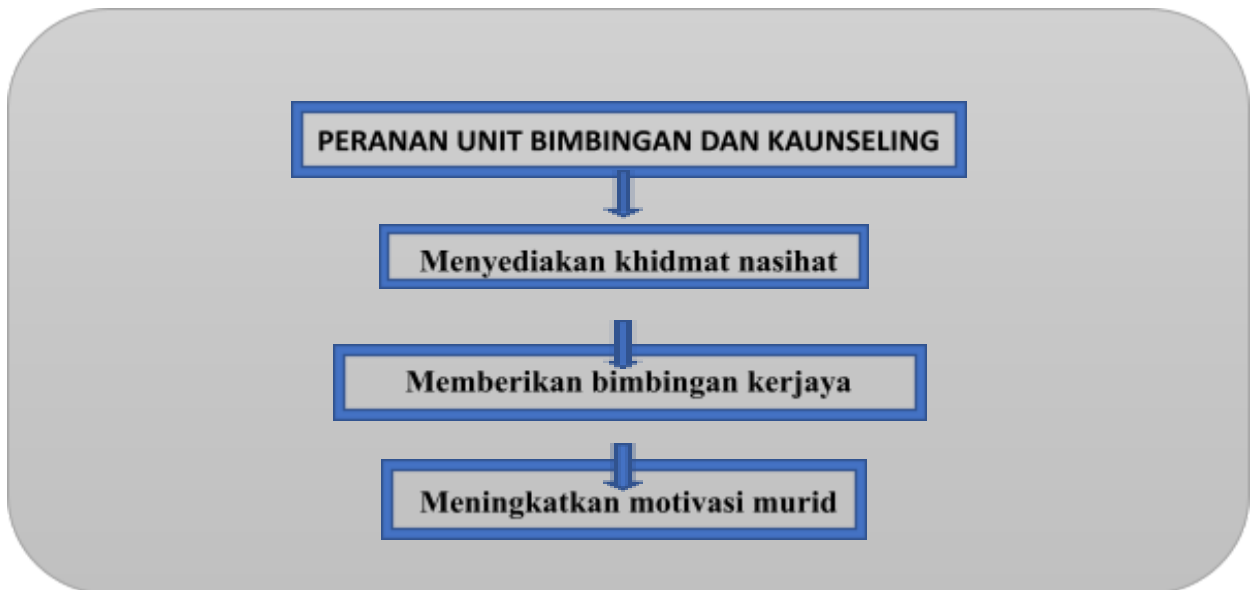 PERANAN UNIT BIMBINGAN DAN KAUNSELING
Menyediakan khidmat nasihat
Memberikan bimbingan kerjaya
Meningkatkan motivasi murid